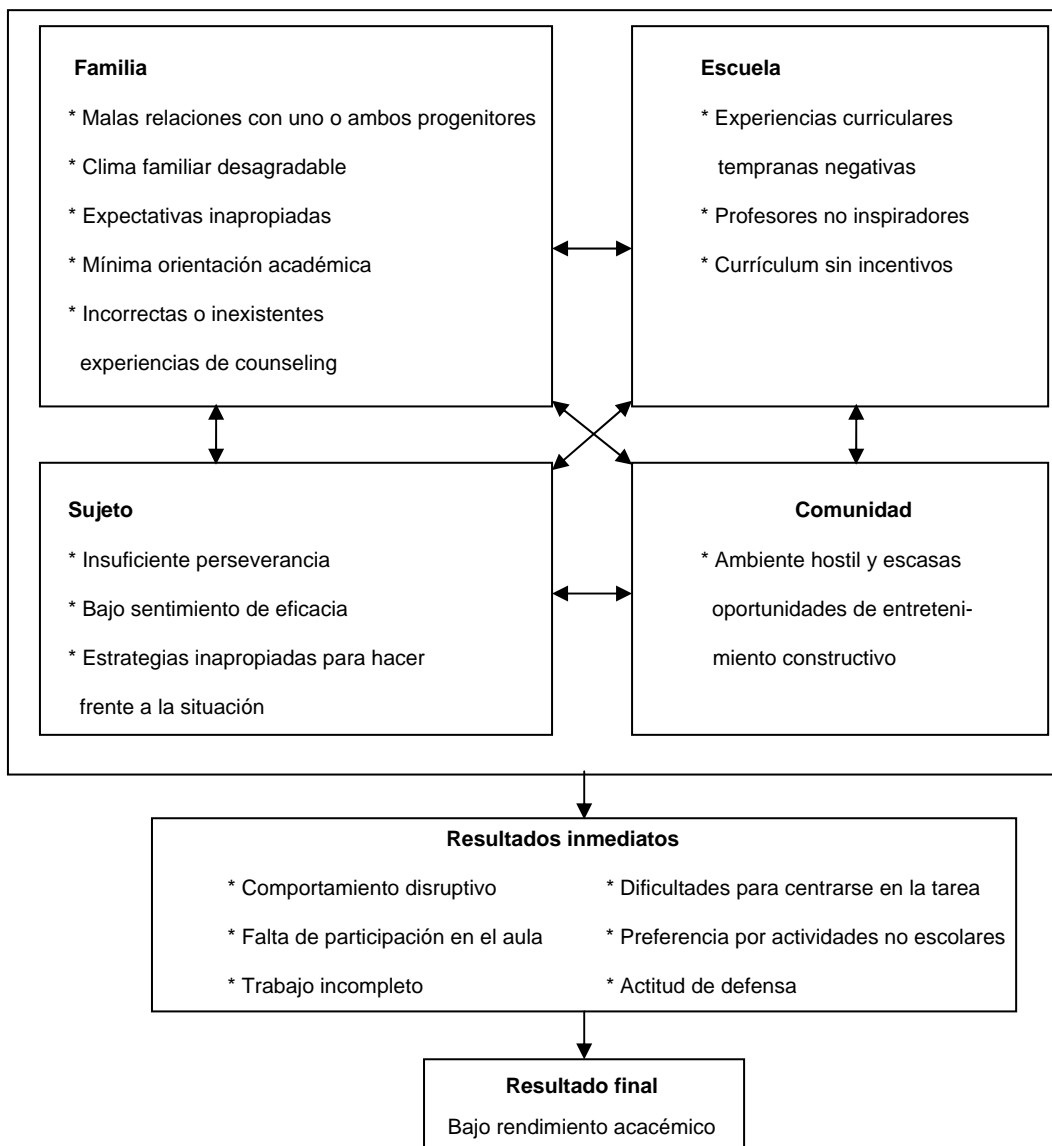 Familia
* Malas relaciones con uno o ambos progenitores
* Clima familiar desagradable
* Expectativas inapropiadas
* Mínima orientación académica
* Incorrectas o inexistentes
experiencias de counseling
Escuela
* Experiencias curriculares
tempranas negativas
* Profesores no inspiradores
* Currículum sin incentivos
Sujeto
* Insuficiente perseverancia
* Bajo sentimiento de eficacia
* Estrategias inapropiadas para hacer
frente a la situación
Comunidad
* Ambiente hostil y escasas
oportunidades de entreteni-
miento constructivo
Resultados inmediatos
* Comportamiento disruptivo
* Falta de participación en el aula
* Trabajo incompleto
* Dificultades para centrarse en la tarea
* Preferencia por actividades no escolares
* Actitud de defensa
Resultado final
Bajo rendimiento acacémico